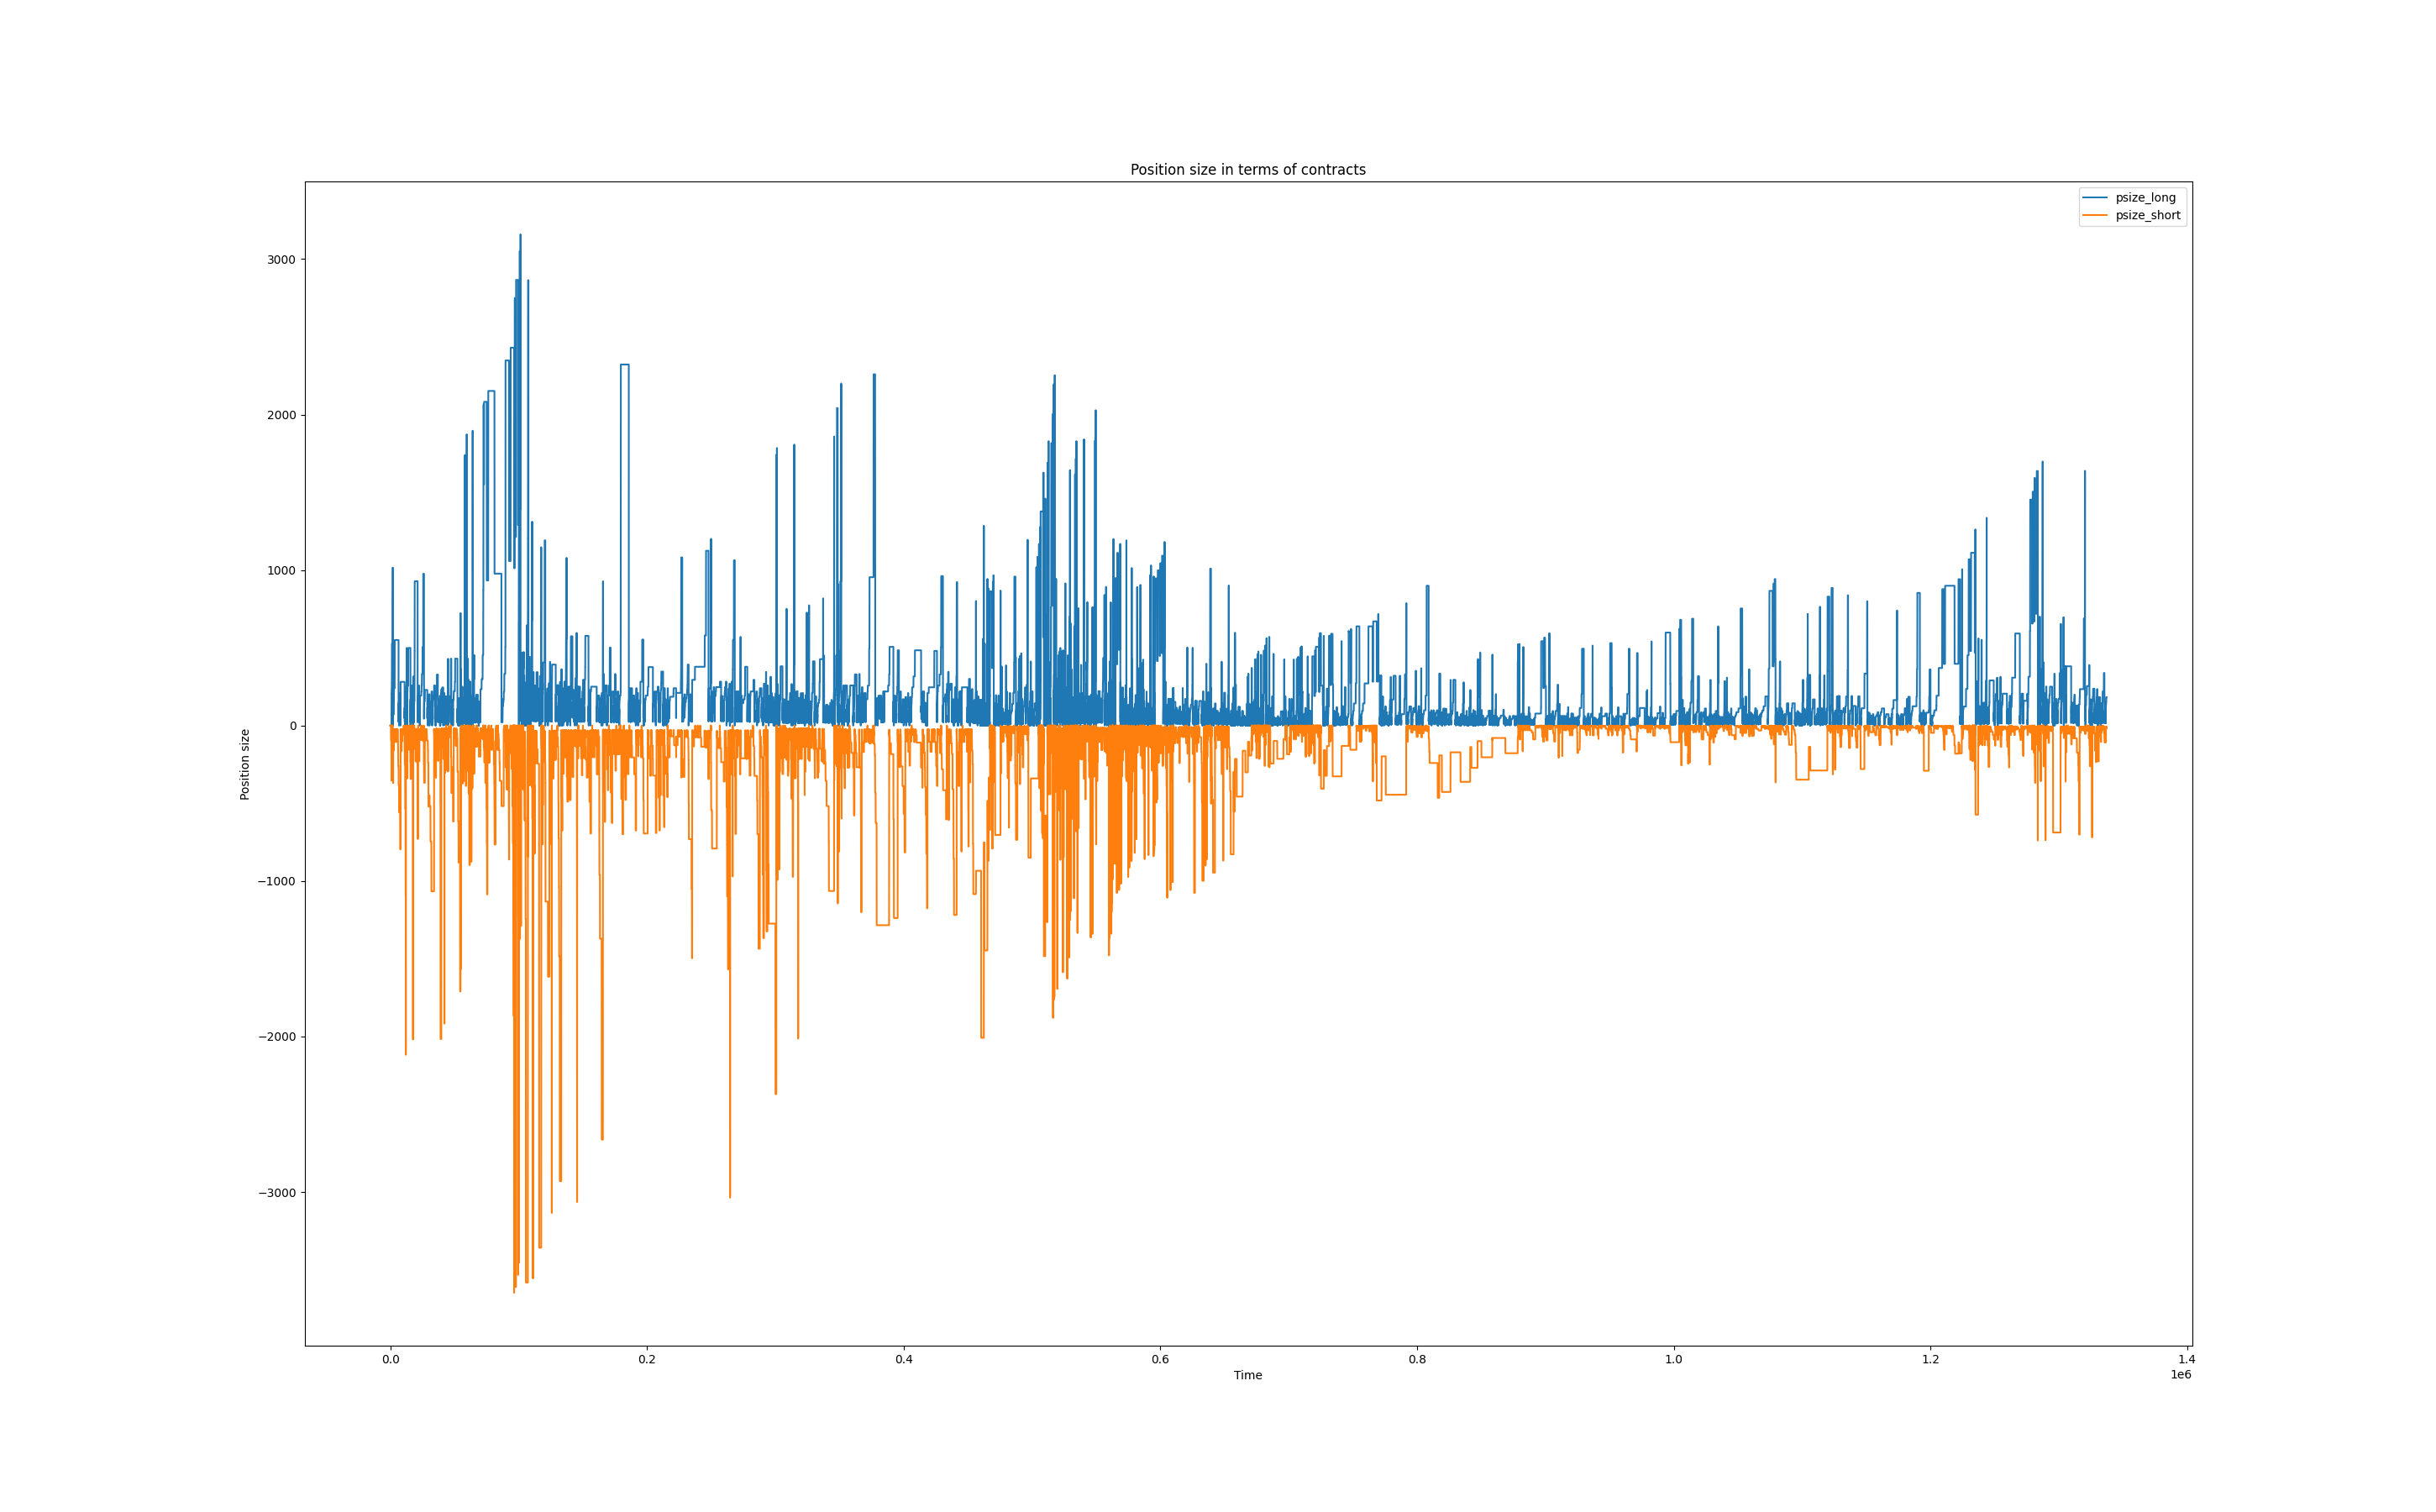 Position size in terms of contracts
psize_long
psize_short
Position size
3000
2000
1000
0
−1000
−2000
−3000
0.0 0.2 0.4 0.6 0.8 1.0 1.2 1.4
1e6
Time